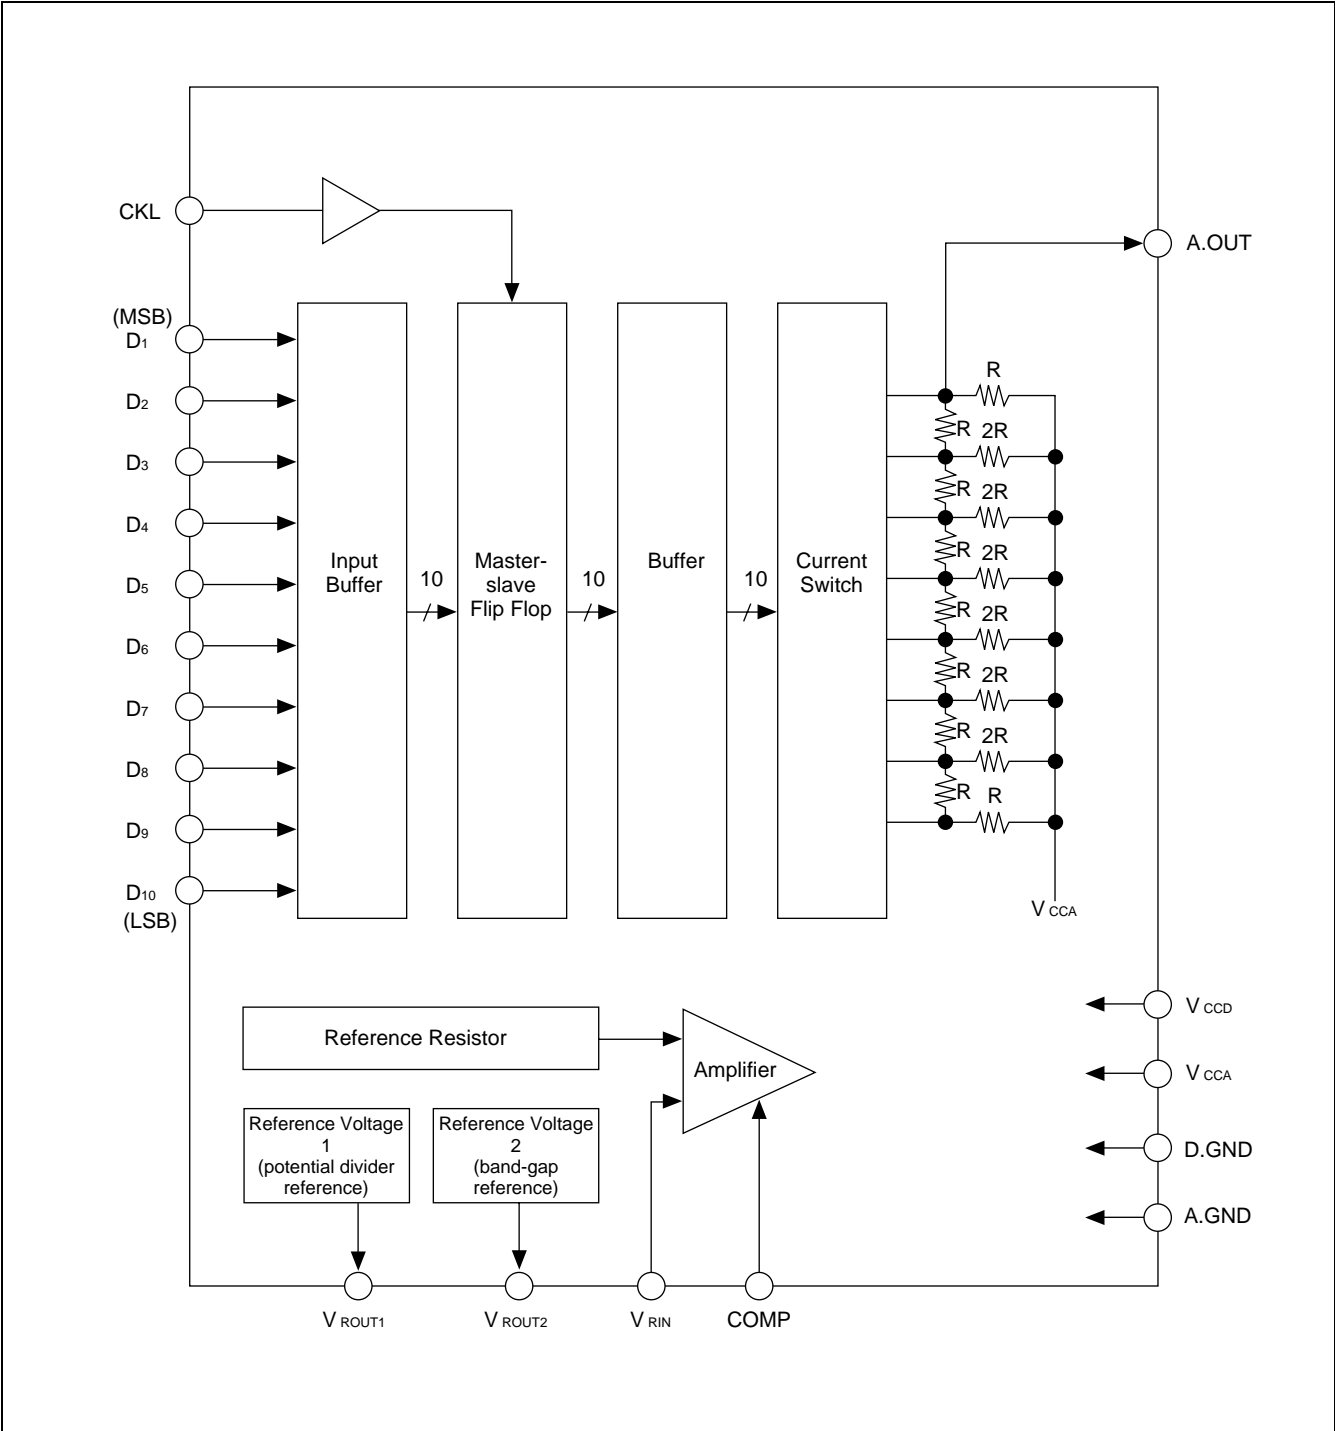 CKL
A.OUT
(MSB)
D1
D2
D3
D4
D5
D6
D7
D8
D9
D10
(LSB)
Input
Buffer
10
Master-
slave
Flip Flop
10
Buffer
10
Current
Switch
R
R 2R
R 2R
R 2R
R 2R
R 2R
R 2R
R R
V CCA
Reference Resistor
Amplifier
Reference Voltage
1
(potential divider
reference)
Reference Voltage
2
(band-gap
reference)
V CCD
V CCA
D.GND
A.GND
V ROUT1
V ROUT2
V RIN
COMP